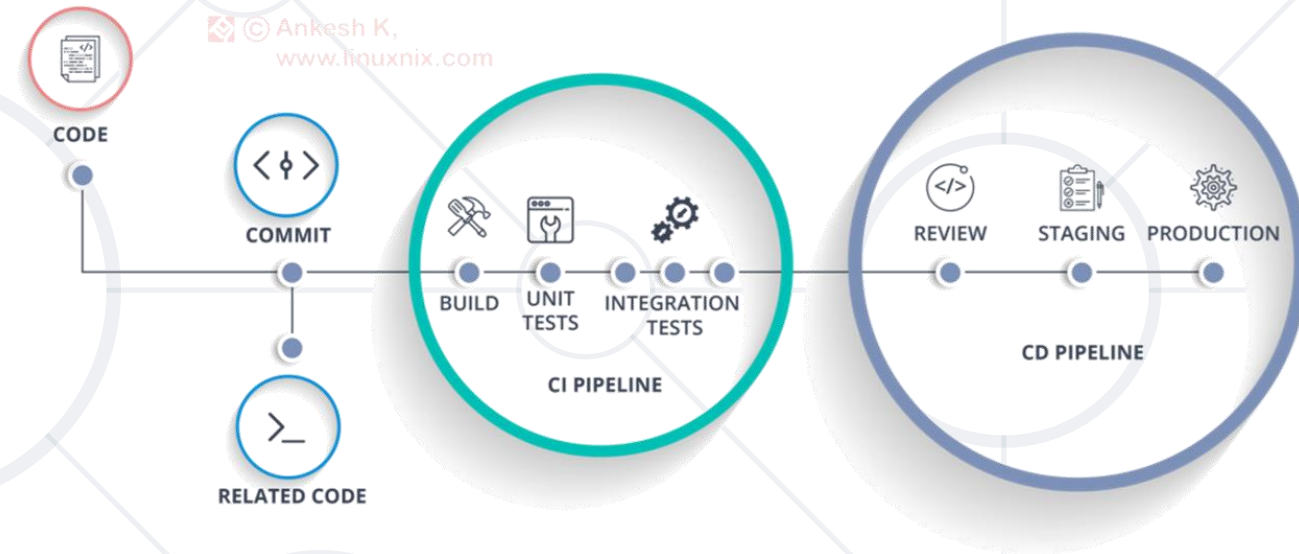 © Ankesh K,
www.linuxnix.com
CODE
COMMIT
RELATED CODE
BUILD
UNIT
TESTS
INTEGRATION
TESTS
CI PIPELINE
REVIEW
STAGING
PRODUCTION
CD PIPELINE